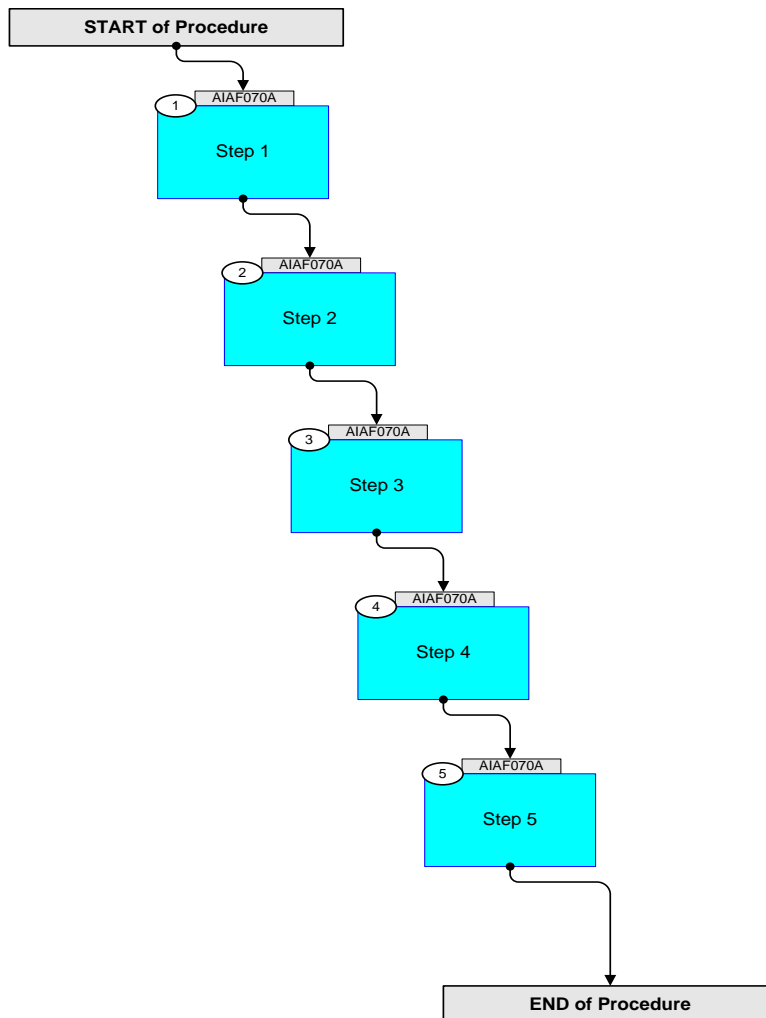 START of Procedure
AIAF070A
1
Step 1
AIAF070A
2
Step 2
AIAF070A
3
Step 3
AIAF070A
4
Step 4
AIAF070A
5
Step 5
END of Procedure